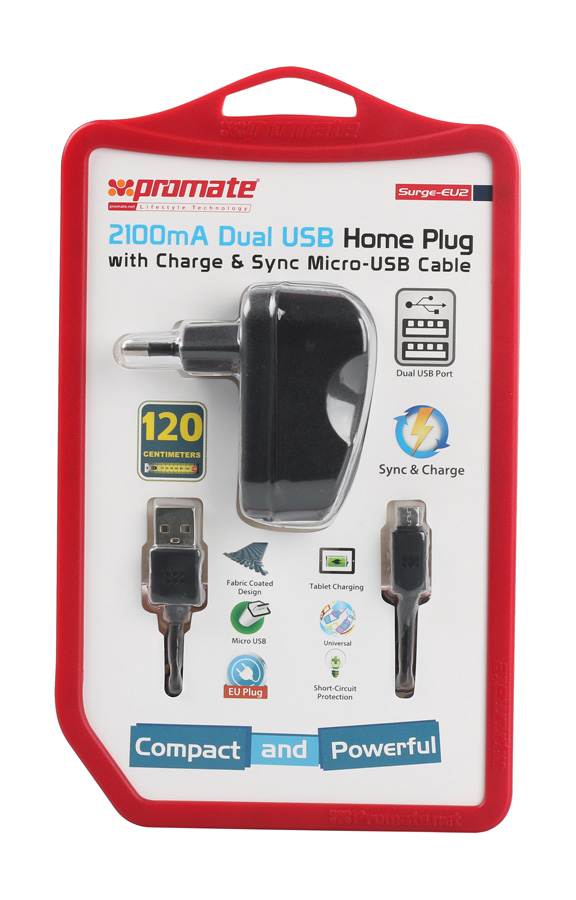 promate
promate
promate.net Lifestyle Technology
Surge-EU2
2100mA Dual USB Home Plug
with Charge & Sync Micro-USB Cable
Dual USB Port
120
CENTIMETERS
Sync & Charge
Fabric Coated
Design
Tablet Charging
Micro USB
Universal
EU Plug
Short-Circuit
Protection
Compact and Powerful
Promate.net